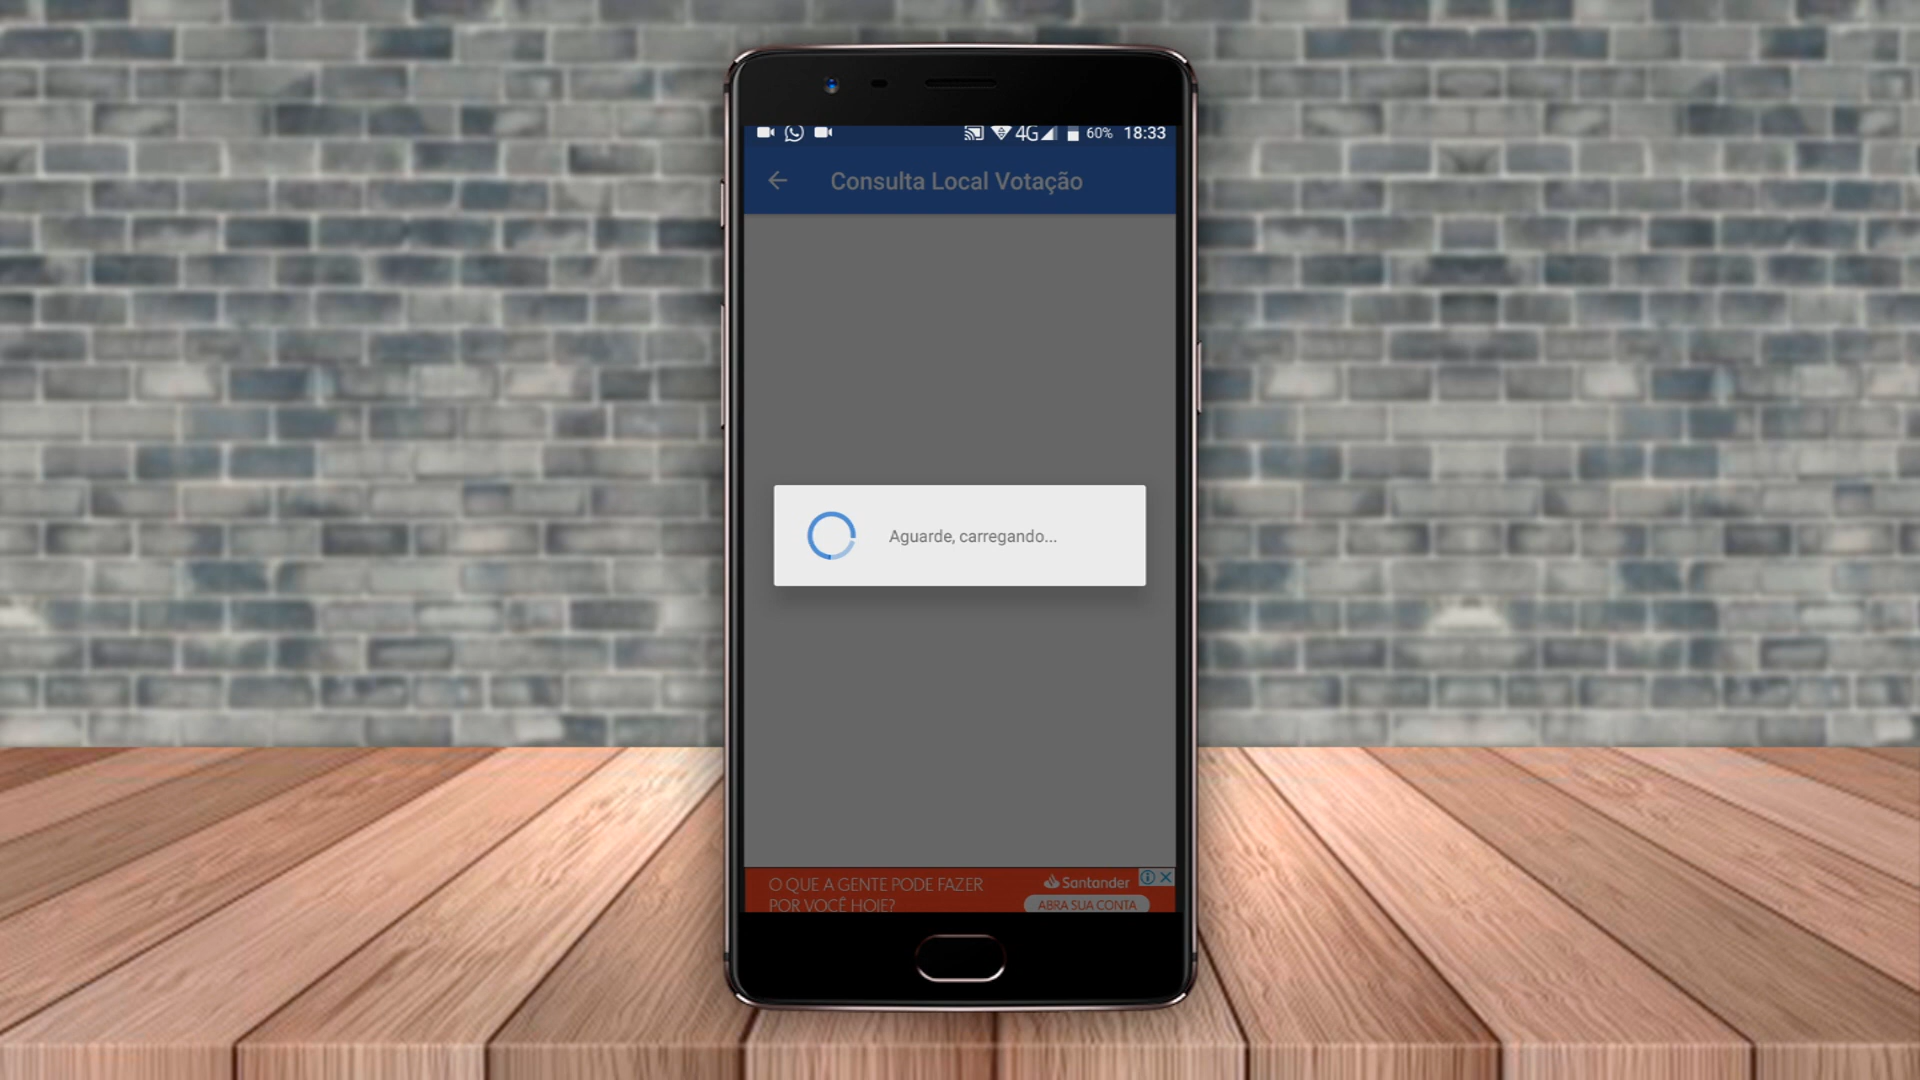 4G 60% 18:33
Consulta Local Votação
Aguarde, carregando...
O QUE A GENTE PODE FAZER
POR VOCÊ HOJE?
Santander
ABRA SUA CONTA